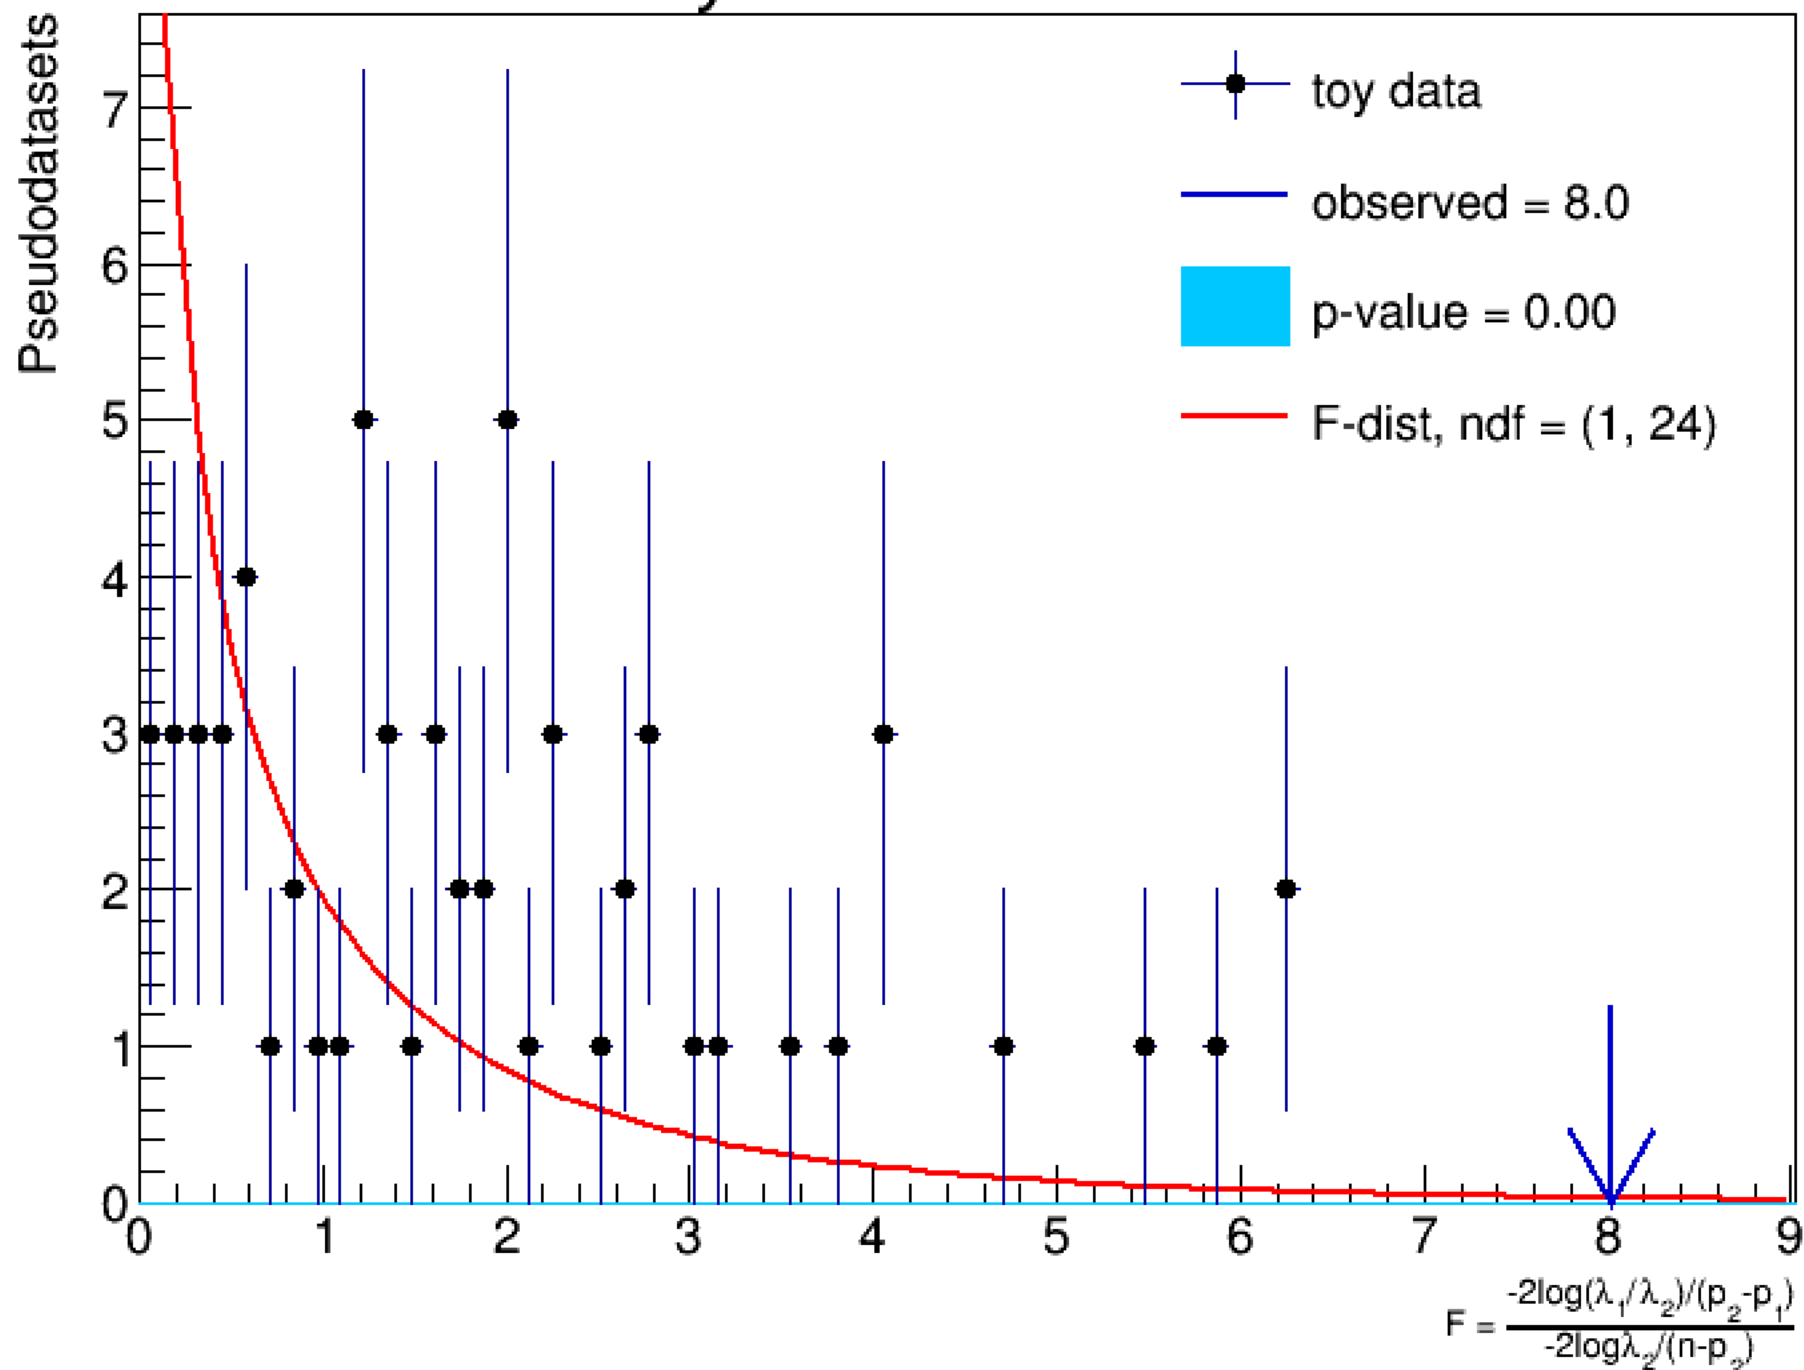 Pseudodatasets
toy data
observed = 8.0
p-value = 0.00
F-dist, ndf = (1, 24)
7
6
5
4
3
2
1
0
0 1 2 3 4 5 6 7 8 9
F = -2log(λ₁/λ₂)/(p₂-p₁)
-2logλ₂/(n-p₂)